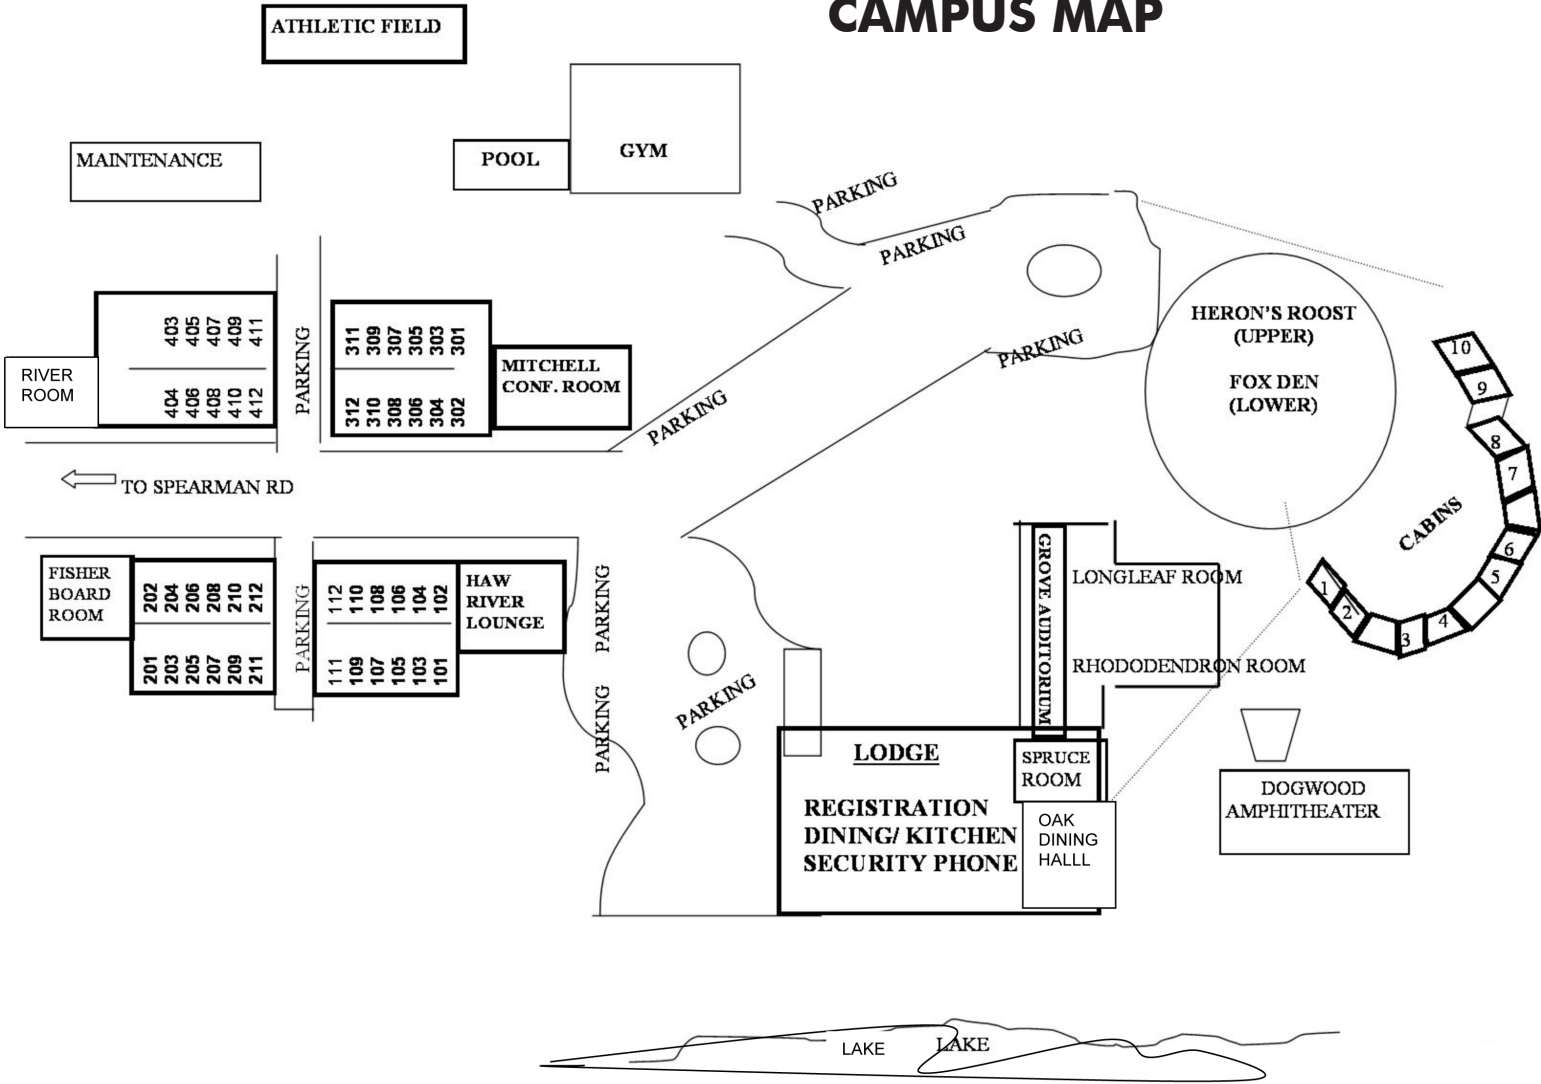 CAMPUS MAP
ATHLETIC FIELD
MAINTENANCE
POOL
GYM
PARKING
PARKING
PARKING
PARKING
403
405
407
409
411
404
406
408
410
412
RIVER
ROOM
PARKING
311
309
307
305
303
301
312
310
308
306
304
302
MITCHELL
CONF. ROOM
HERON'S ROOST
(UPPER)
FOX DEN
(LOWER)
10
9
8
7
6
5
4
3
2
1
CABINS
TO SPEARMAN RD
FISHER
BOARD
ROOM
202
204
206
208
210
212
201
203
205
207
209
211
PARKING
112
110
108
106
104
102
111
109
107
105
103
101
HAW
RIVER
LOUNGE
PARKING
PARKING
PARKING
GROVE AUDITORIUM
LONGLEAF ROOM
RHODODENDRON ROOM
LODGE
REGISTRATION
DINING/ KITCHEN
SECURITY PHONE
SPRUCE
ROOM
OAK
DINING
HALLL
DOGWOOD
AMPHITHEATER
LAKE
LAKE